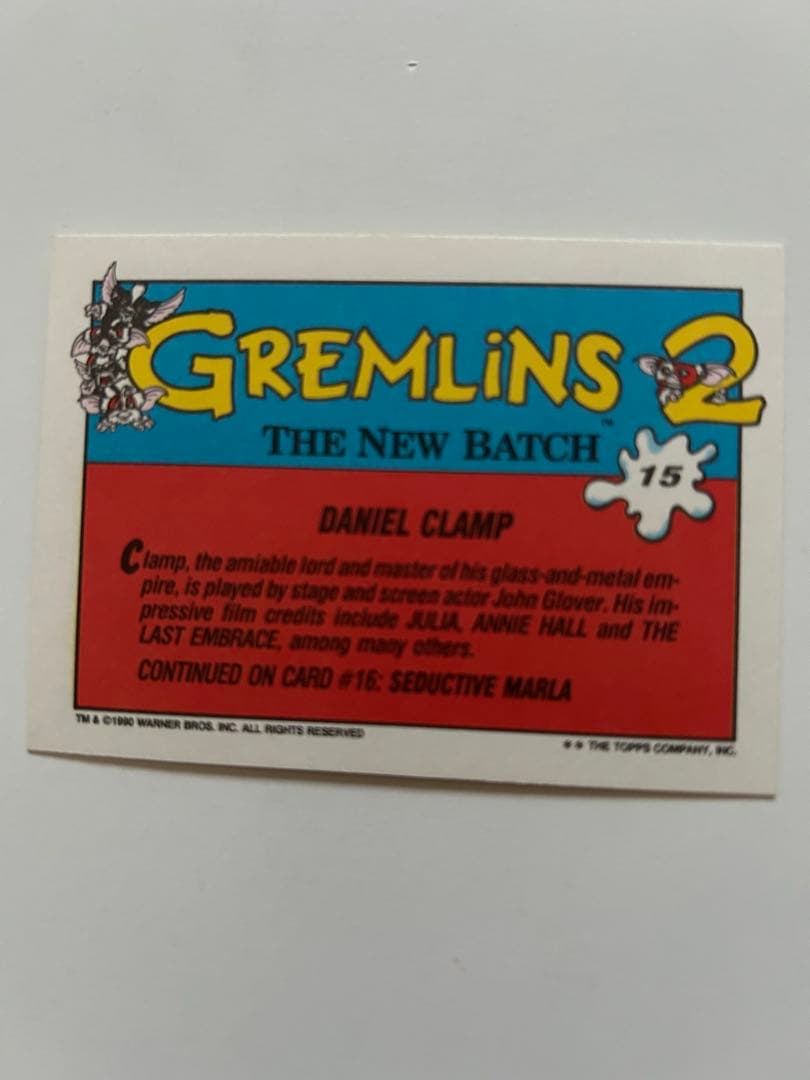 GREMLiNS 2
THE NEW BATCH™
15
DANIEL CLAMP
Clamp, the amiable lord and master of his glass-and-metal em-
pire, is played by stage and screen actor John Glover. His im-
pressive film credits include JULIA, ANNIE HALL and THE
LAST EMBRACE, among many others.
CONTINUED ON CARD #16: SEDUCTIVE MARLA
TM & ©1990 WARNER BROS. INC. ALL RIGHTS RESERVED
* * THE TOPPS COMPANY, INC.